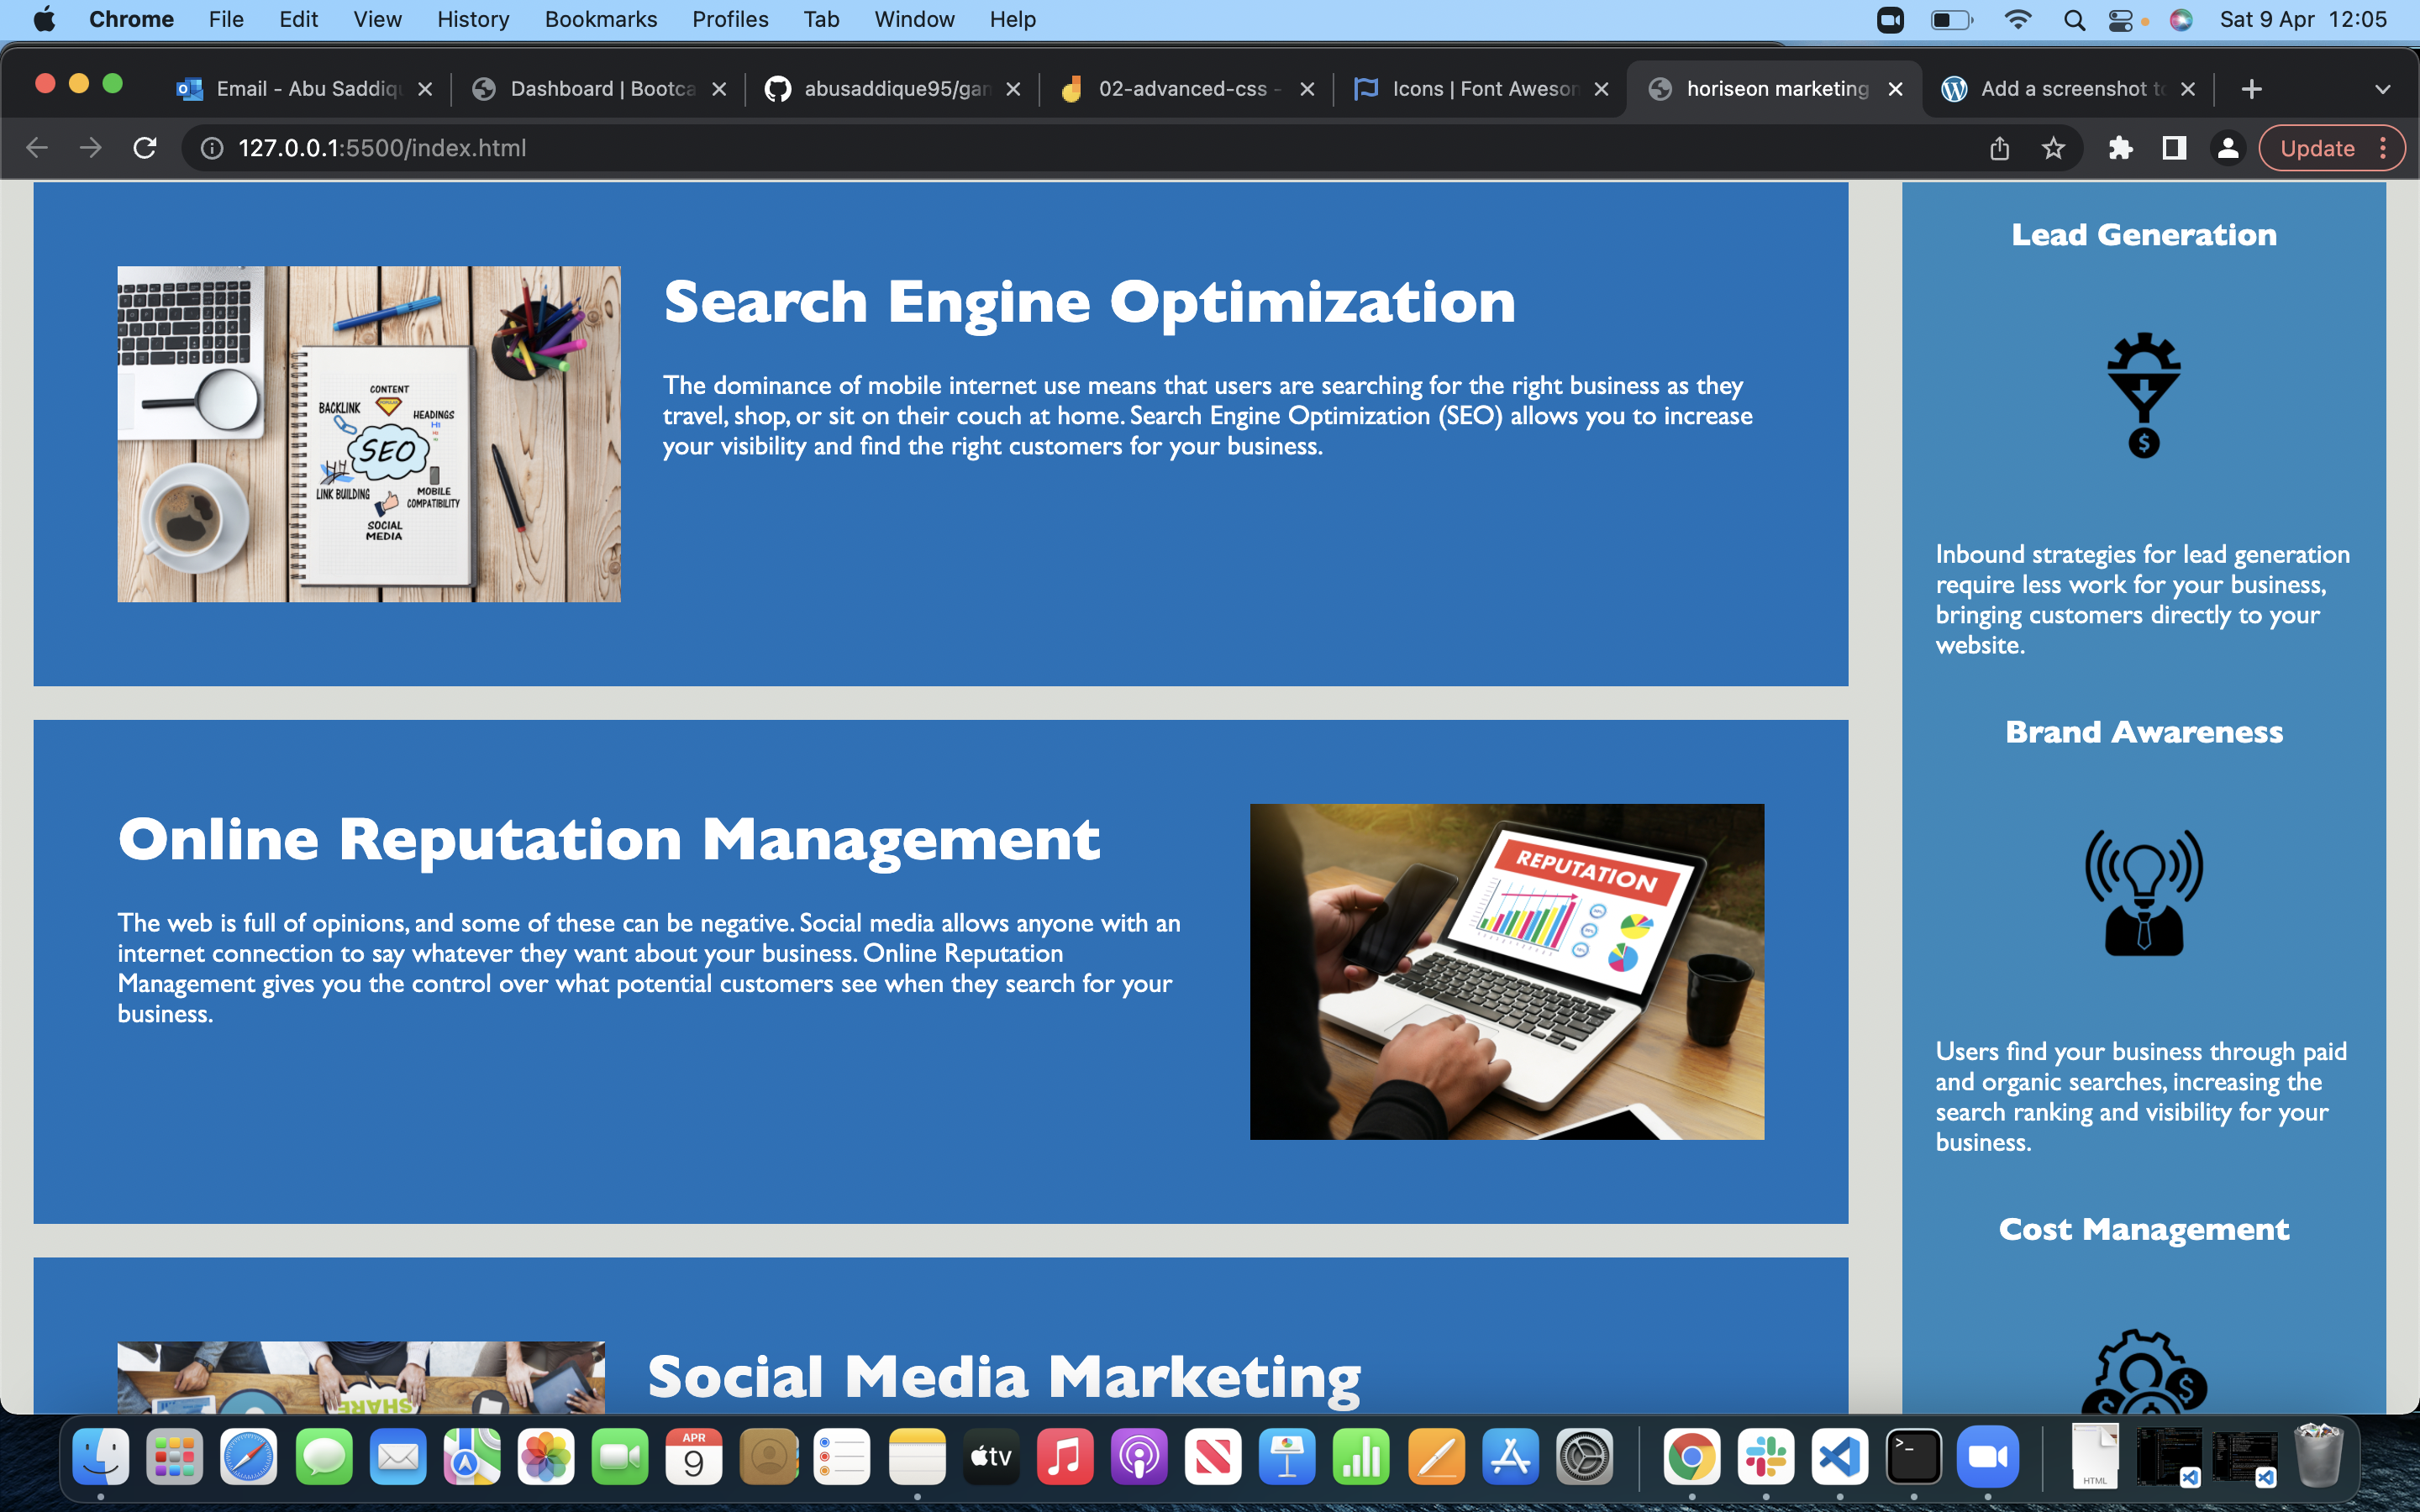 Chrome File Edit View History Bookmarks Profiles Tab Window Help
Sat 9 Apr 12:05
Email - Abu Saddiq
Dashboard | Bootca
abusaddique95/gar
02-advanced-css -
Icons | Font Aweson
horiseon marketing
Add a screenshot to
127.0.0.1:5500/index.html
Update
CONTENT
BACKLINK
HEADINGS
H1
SEO
LINK BUILDING
MOBILE
COMPATIBILITY
SOCIAL
MEDIA
Search Engine Optimization
The dominance of mobile internet use means that users are searching for the right business as they
travel, shop, or sit on their couch at home. Search Engine Optimization (SEO) allows you to increase
your visibility and find the right customers for your business.
Online Reputation Management
The web is full of opinions, and some of these can be negative. Social media allows anyone with an
internet connection to say whatever they want about your business. Online Reputation
Management gives you the control over what potential customers see when they search for your
business.
REPUTATION
SHARE
Social Media Marketing
Lead Generation
$
Inbound strategies for lead generation
require less work for your business,
bringing customers directly to your
website.
Brand Awareness
Users find your business through paid
and organic searches, increasing the
search ranking and visibility for your
business.
Cost Management
$
$
$
APR
9
tv
>_
HTML